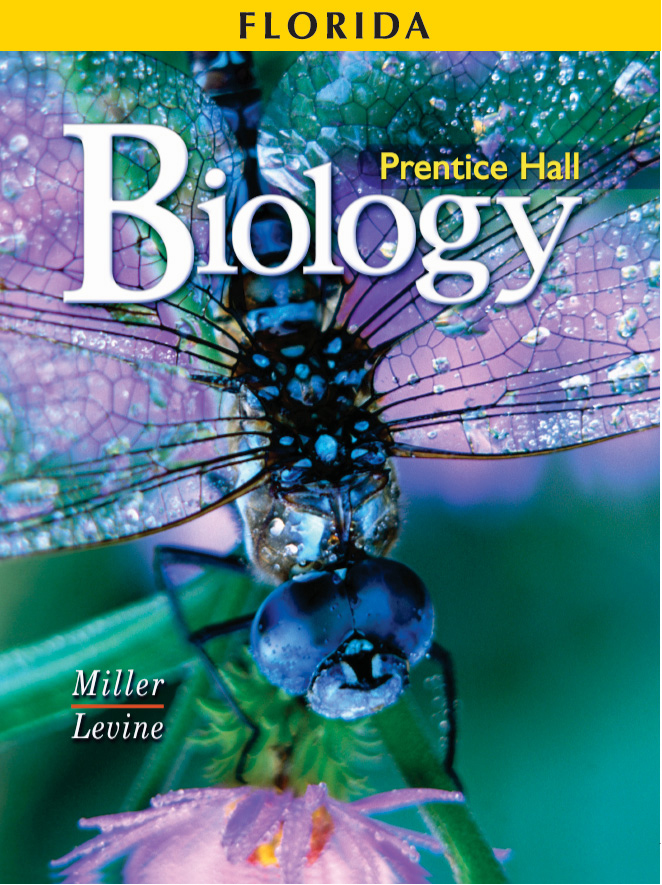 FLORIDA
Prentice Hall
Biology
Miller
Levine